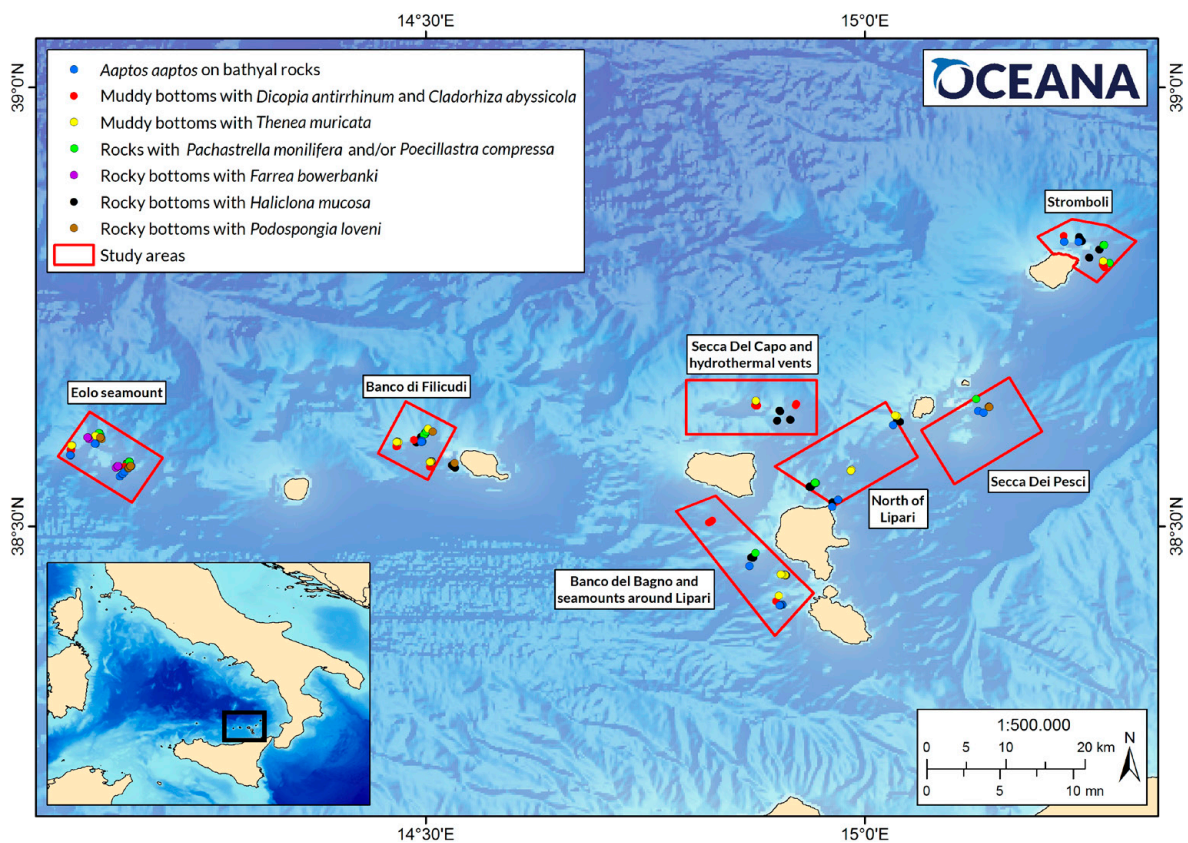 14°30'E
15°0'E
39°0'N
39°0'N
Aaptos aaptos on bathyal rocks
Muddy bottoms with Dicopia antirrhinum and Cladorhiza abyssicola
Muddy bottoms with Thenea muricata
Rocks with Pachastrella monilifera and/or Poecillastra compressa
Rocky bottoms with Farrea bowerbanki
Rocky bottoms with Haliclona mucosa
Rocky bottoms with Podospongia loveni
Study areas
OCEANA
Stromboli
Secca Del Capo and
hydrothermal vents
Eolo seamount
Banco di Filicudi
Secca Dei Pesci
North of
Lipari
38°30'N
38°30'N
Banco del Bagno and
seamounts around Lipari
1:500.000
0 5 10 20 km
0 5 10 mn
N
14°30'E
15°0'E